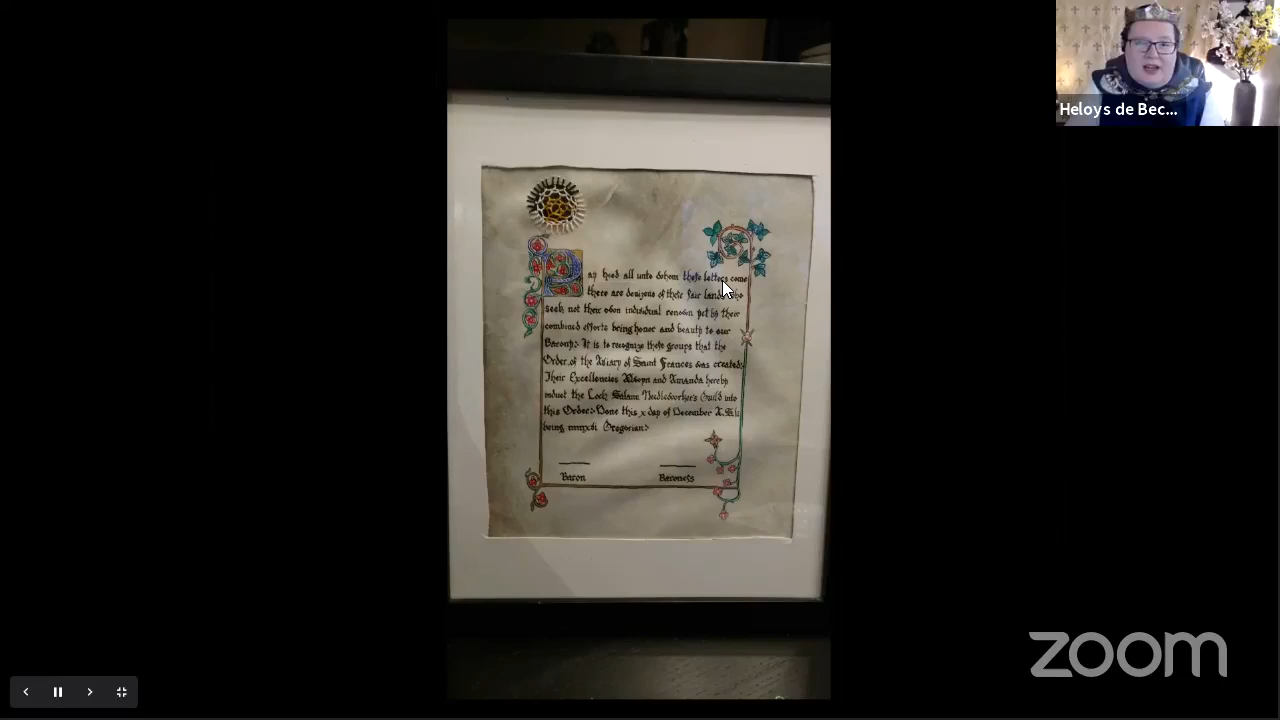 Heloys de Bec...
Pay heed all unto whom these letters come
there are denizens of these fair lands who
seek not their own individual renown yet by their
combined efforts bring honor and beauty to our
Barony: It is to recognize these groups that the
Order of the Aviary of Saint Frances was created:
Their Excellencies and Amanda hereby
induct the Loch Salann Needleworker's Guild into
this Order: Done this x day of December A.S. li
being mmxvi Gregorian:
Baron Baroness
zoom